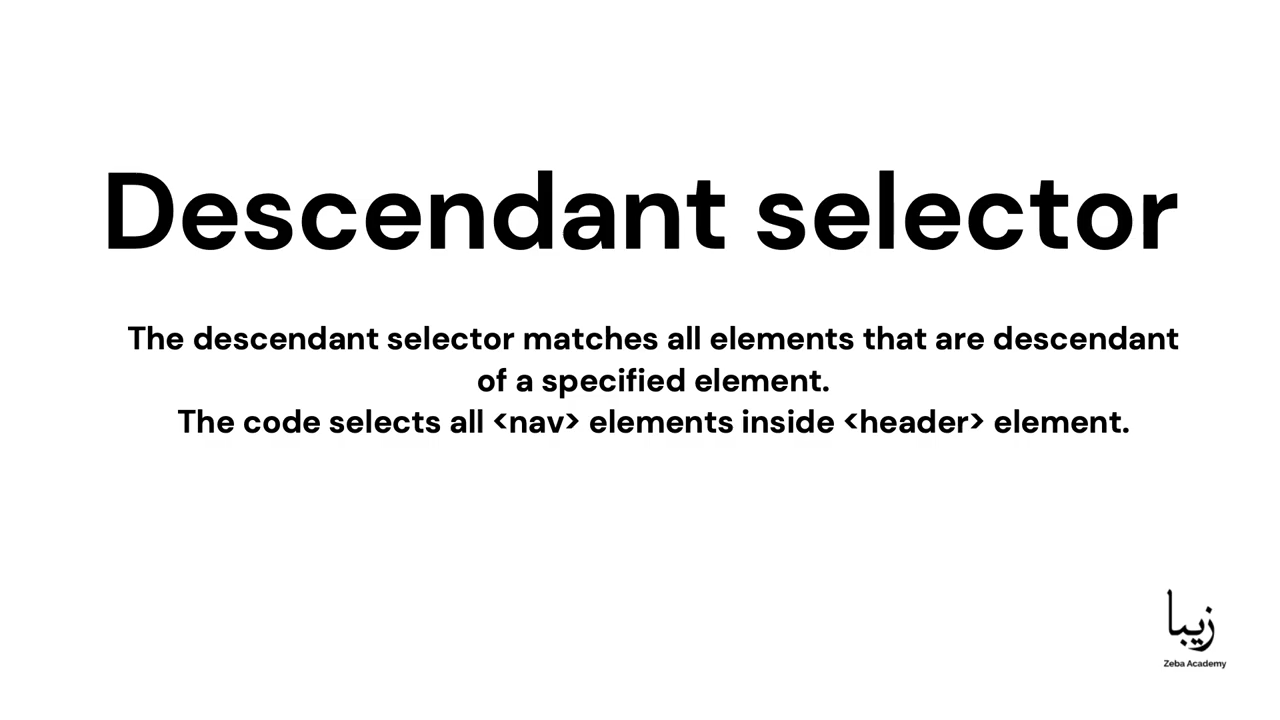 Descendant selector
The descendant selector matches all elements that are descendant
of a specified element.
The code selects all <nav> elements inside <header> element.
زیبا
Zeba Academy